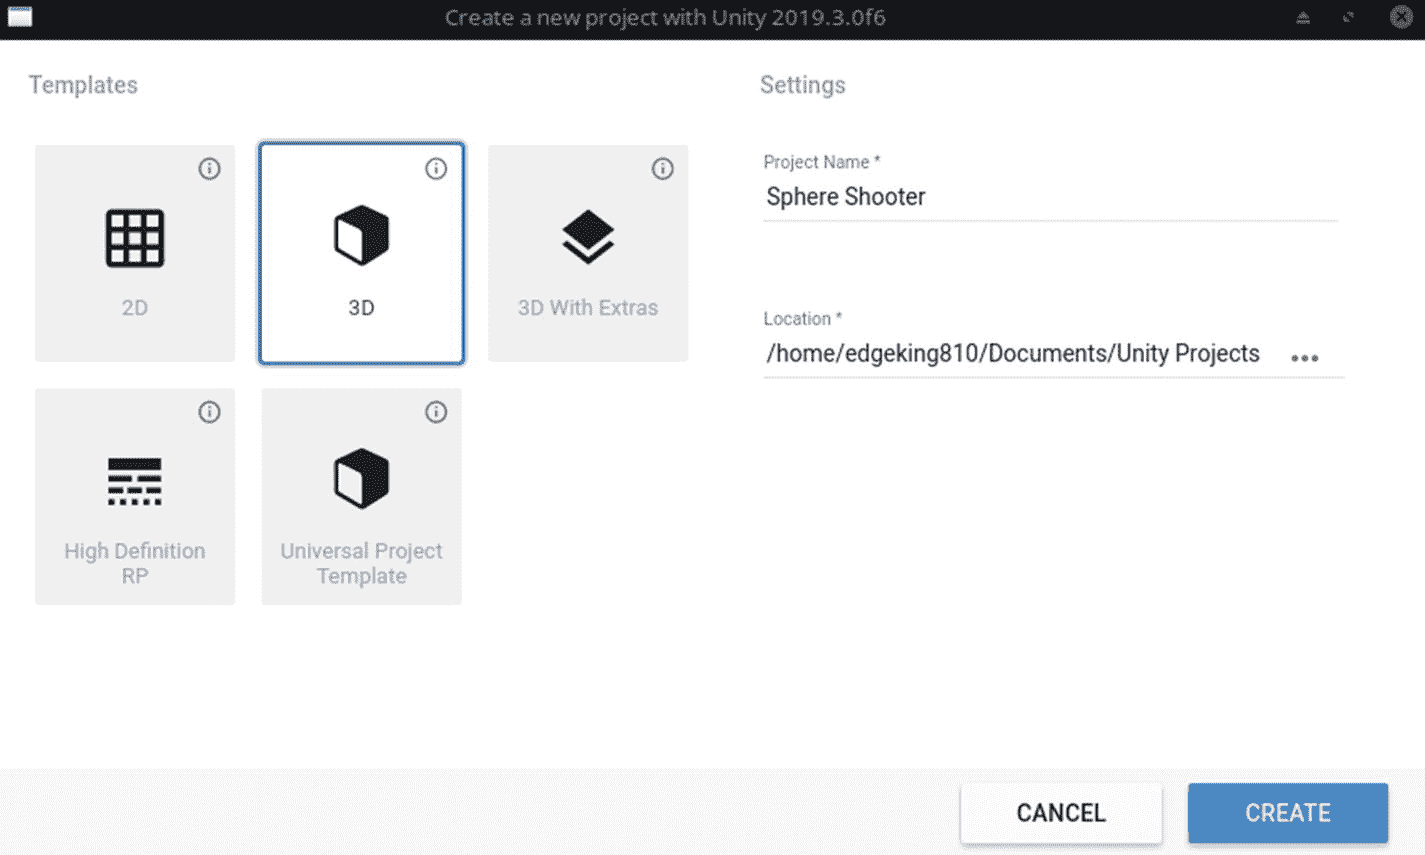 Create a new project with Unity 2019.3.0f6
Templates
Settings
2D
3D
3D With Extras
High Definition
RP
Universal Project
Template
Project Name *
Sphere Shooter
Location *
/home/edgeking810/Documents/Unity Projects
CANCEL
CREATE